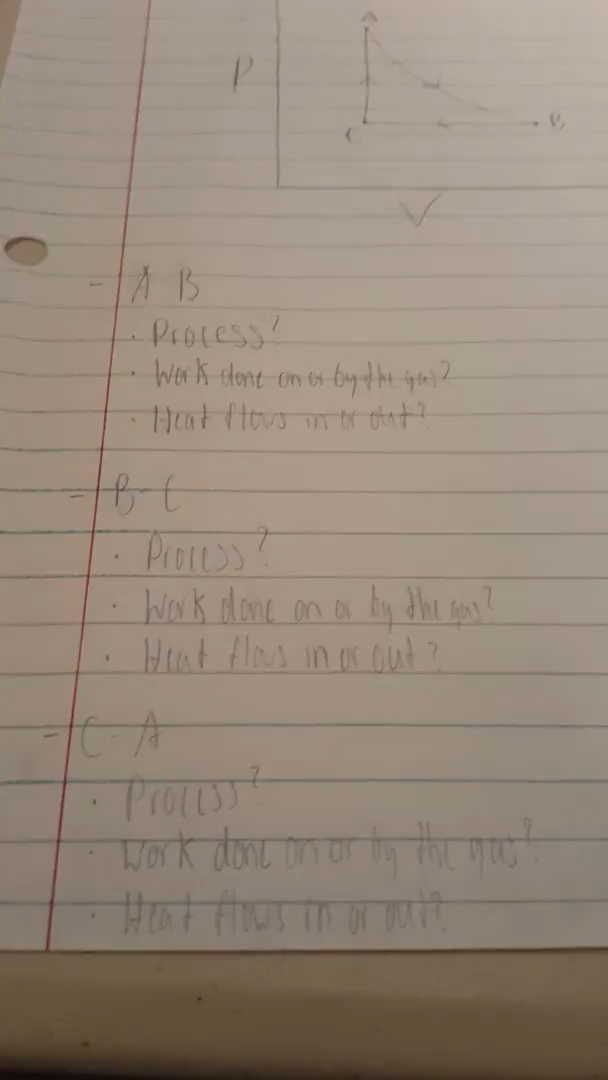 A
P
C
B
V
- A B
· Process?
· Work done on or by the gas?
· Heat flows in or out?
- B-C
· Process?
· Work done on or by the gas?
· Heat flows in or out?
- C-A
· Process?
· Work done on or by the gas?
· Heat flows in or out?